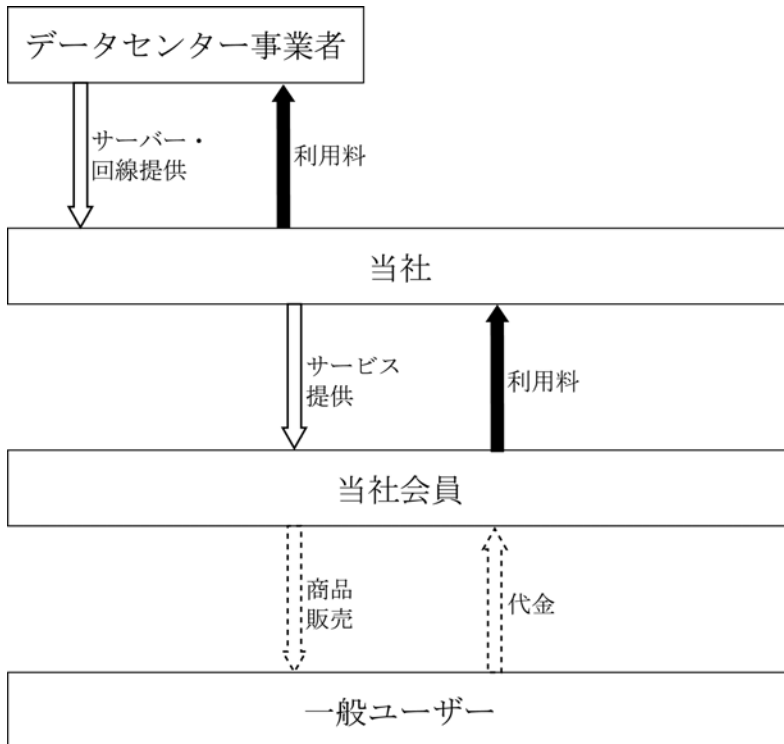 データセンター事業者
サーバー・
回線提供
利用料
当社
サービス
提供
利用料
当社会員
商品
販売
代金
一般ユーザー